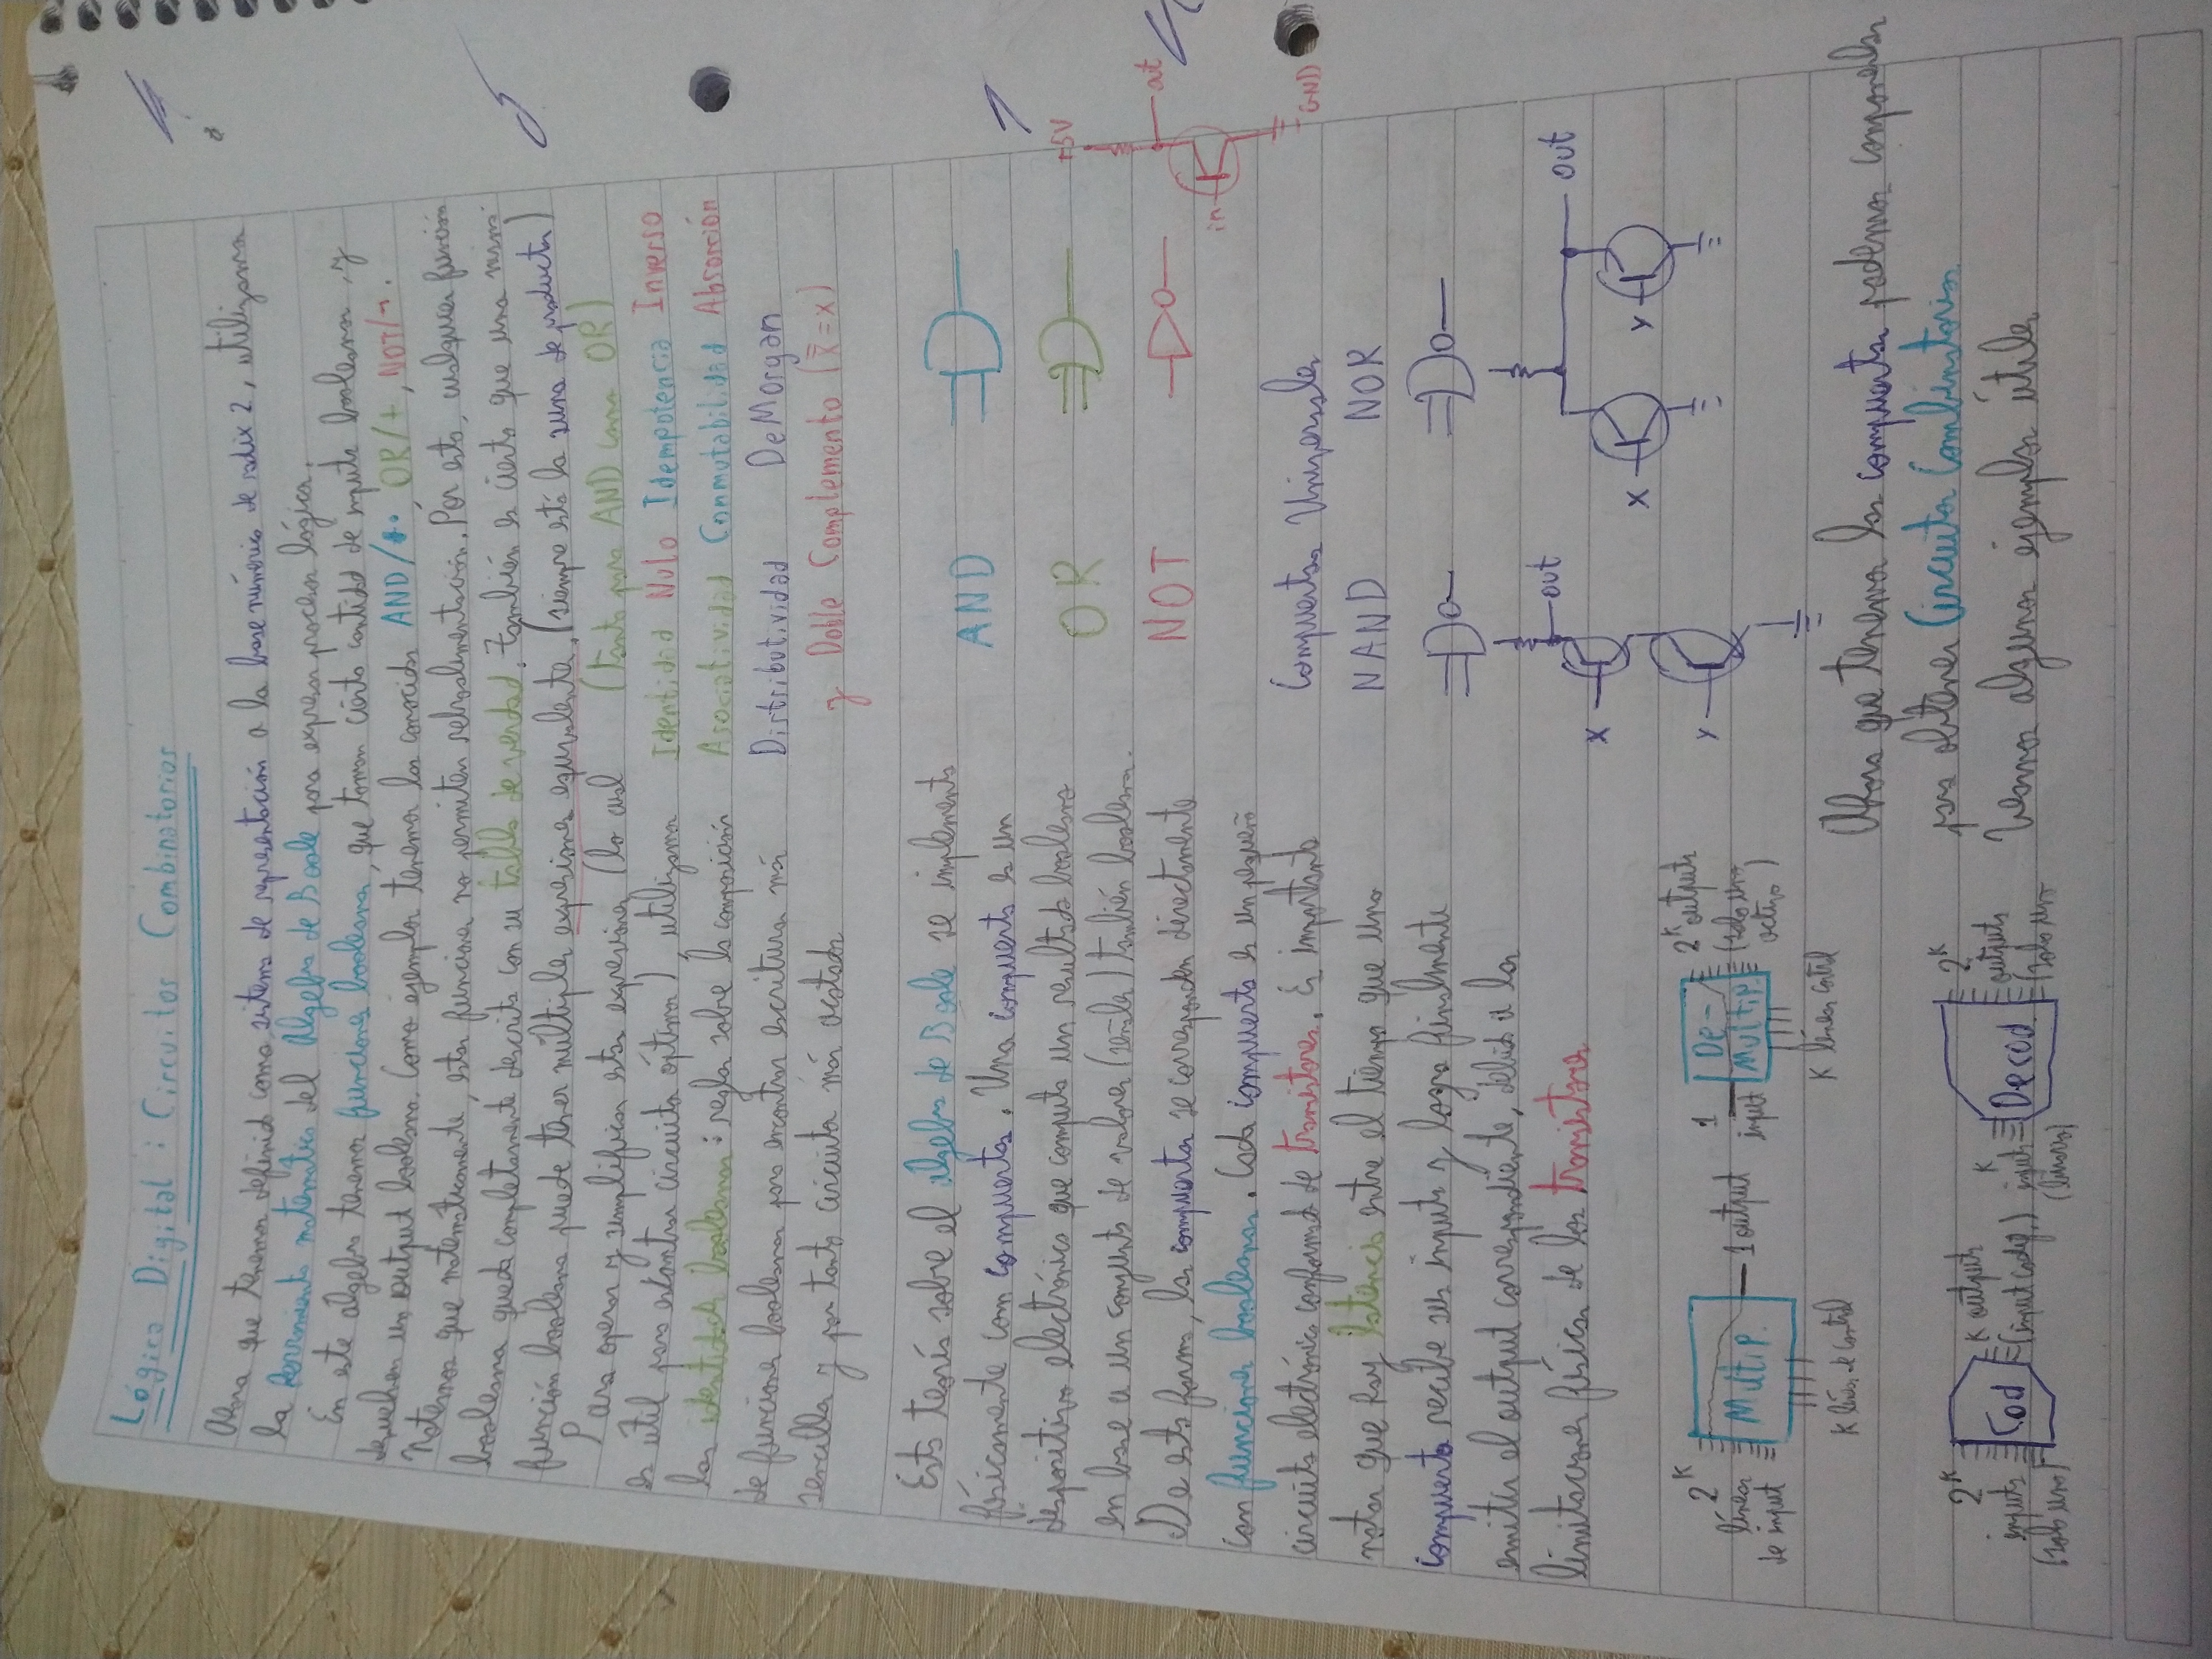 Lógica Digital : Circuitos Combinatorios
Ahora que tenemos definido como sistema de representación a la base numérica de radix 2, utilizamos
la herramienta matemática del Algebra de Boole para expresar procesos lógicos.
En este álgebra tenemos funciones booleanas, que toman cierta cantidad de inputs booleanos, y
devuelven un output booleano. Como ejemplos tenemos los conocidos AND/·, OR/+, NOT/¬.
Notemos que matemáticamente, estas funciones no permiten retroalimentación. Por esto, cualquier función
booleana queda completamente descrita con su tabla de verdad. También es cierto que una misma
función booleana puede tener múltiples expresiones equivalentes. (siempre está la suma de productos)
Para operar y simplificar estas expresiones (lo cual
es útil para encontrar circuitos óptimos), utilizamos
las identidades booleanas: reglas sobre la composición
de funciones booleanas para encontrar escrituras más
sencillas y por tanto circuitos más acotados
(tanto para AND como OR)
Identidad Nulo Idempotencia Inverso
Asociatividad Conmutabilidad Absorción
Distributividad DeMorgan
y Doble Complemento (x̿=x)
Esta teoría sobre el algebra de Boole se implementa
físicamente com compuertas. Una compuerta es un
dispositivo electrónico que computa un resultado booleano
en base a un conjunto de valores (señales) también booleanos.
De esta forma, las compuertas se corresponden directamente
con funciones booleanas. Cada compuerta es un pequeño
circuito electrónico conformado de transistores. Es importante
notar que hay latencia entre el tiempo que una
compuerta recibe sus inputs y logra finalmente
emitir el output correspondiente, debido a las
limitaciones físicas de los transistores
AND
OR
NOT
+5V
out
in
GND
Compuertas Universales
NAND NOR
out
X
Y
out
X
Y
2^K
líneas
de input
Multip.
1 output
K líneas de control
1
input
De-
Multip.
2^K outputs
(solo uno
activo)
K líneas control
2^K
inputs
(solo uno)
Cod
K outputs
(input codif.)
K
inputs
(binario)
Decod.
2^K
outputs
(solo uno
Ahora que tenemos las compuertas podemos componerlas
para obtener Circuitos Combinatorios
Veamos algunos ejemplos útiles